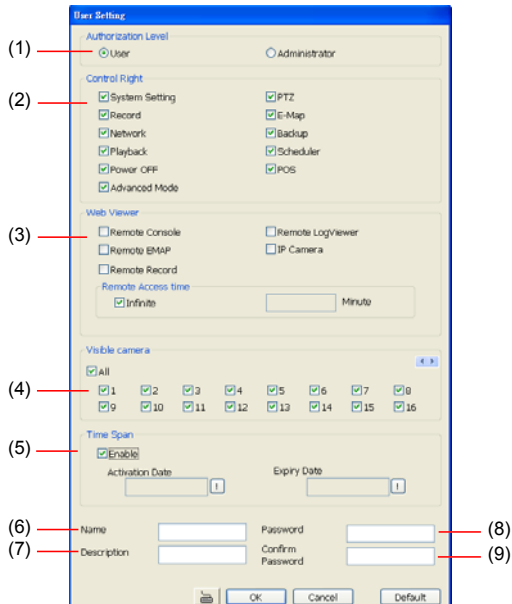 User Setting
Authorization Level
(1) User Administrator
Control Right
(2) System Setting PTZ
Record E-Map
Network Backup
Playback Scheduler
Power OFF POS
Advanced Mode
Web Viewer
(3) Remote Console Remote LogViewer
Remote EMAP IP Camera
Remote Record
Remote Access time
Infinite Minute
Visible camera
All
(4) 1 2 3 4 5 6 7 8
9 10 11 12 13 14 15 16
Time Span
(5) Enable
Activation Date Expiry Date
! !
(6) Name Password (8)
(7) Description Confirm Password (9)
OK Cancel Default